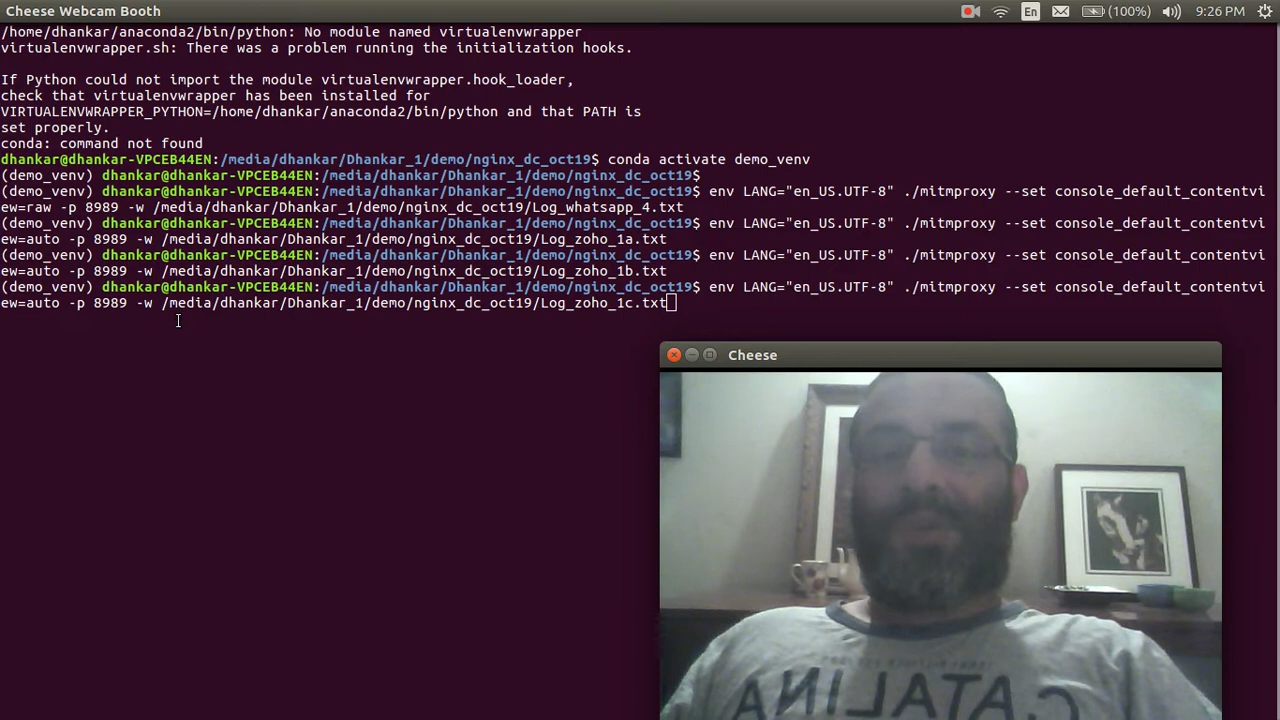 Cheese Webcam Booth
En
(100%)
9:26 PM
/home/dhankar/anaconda2/bin/python: No module named virtualenvwrapper
virtualenvwrapper.sh: There was a problem running the initialization hooks.
If Python could not import the module virtualenvwrapper.hook_loader,
check that virtualenvwrapper has been installed for
VIRTUALENVWRAPPER_PYTHON=/home/dhankar/anaconda2/bin/python and that PATH is
set properly.
conda: command not found
dhankar@dhankar-VPCEB44EN:/media/dhankar/Dhankar_1/demo/nginx_dc_oct19$ conda activate demo_venv
(demo_venv) dhankar@dhankar-VPCEB44EN:/media/dhankar/Dhankar_1/demo/nginx_dc_oct19$
(demo_venv) dhankar@dhankar-VPCEB44EN:/media/dhankar/Dhankar_1/demo/nginx_dc_oct19$ env LANG="en_US.UTF-8" ./mitmproxy --set console_default_contentvi
ew=raw -p 8989 -w /media/dhankar/Dhankar_1/demo/nginx_dc_oct19/Log_whatsapp_4.txt
(demo_venv) dhankar@dhankar-VPCEB44EN:/media/dhankar/Dhankar_1/demo/nginx_dc_oct19$ env LANG="en_US.UTF-8" ./mitmproxy --set console_default_contentvi
ew=auto -p 8989 -w /media/dhankar/Dhankar_1/demo/nginx_dc_oct19/Log_zoho_1a.txt
(demo_venv) dhankar@dhankar-VPCEB44EN:/media/dhankar/Dhankar_1/demo/nginx_dc_oct19$ env LANG="en_US.UTF-8" ./mitmproxy --set console_default_contentvi
ew=auto -p 8989 -w /media/dhankar/Dhankar_1/demo/nginx_dc_oct19/Log_zoho_1b.txt
(demo_venv) dhankar@dhankar-VPCEB44EN:/media/dhankar/Dhankar_1/demo/nginx_dc_oct19$ env LANG="en_US.UTF-8" ./mitmproxy --set console_default_contentvi
ew=auto -p 8989 -w /media/dhankar/Dhankar_1/demo/nginx_dc_oct19/Log_zoho_1c.txt
Cheese
CATALINA